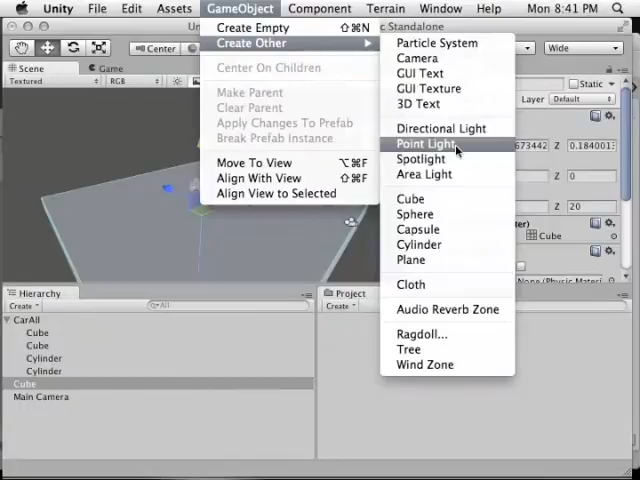 Unity File Edit Assets GameObject Component Terrain Window Help Mon 8:41 PM
Standalone
Center
Wide
Scene Game
Textured RGB
Static
Layer Default
Create Empty ⇧⌘N
Create Other
Center On Children
Make Parent
Clear Parent
Apply Changes To Prefab
Break Prefab Instance
Move To View ⌥⌘F
Align With View ⇧⌘F
Align View to Selected
Particle System
Camera
GUI Text
GUI Texture
3D Text
Directional Light
Point Light
Spotlight
Area Light
Cube
Sphere
Capsule
Cylinder
Plane
Cloth
Audio Reverb Zone
Ragdoll...
Tree
Wind Zone
673442 Z 0.184001
Z 0
Z 20
Cube
None (Physic Mater
Hierarchy
Create All
CarAll
Cube
Cube
Cylinder
Cylinder
Cube
Main Camera
Project
Create